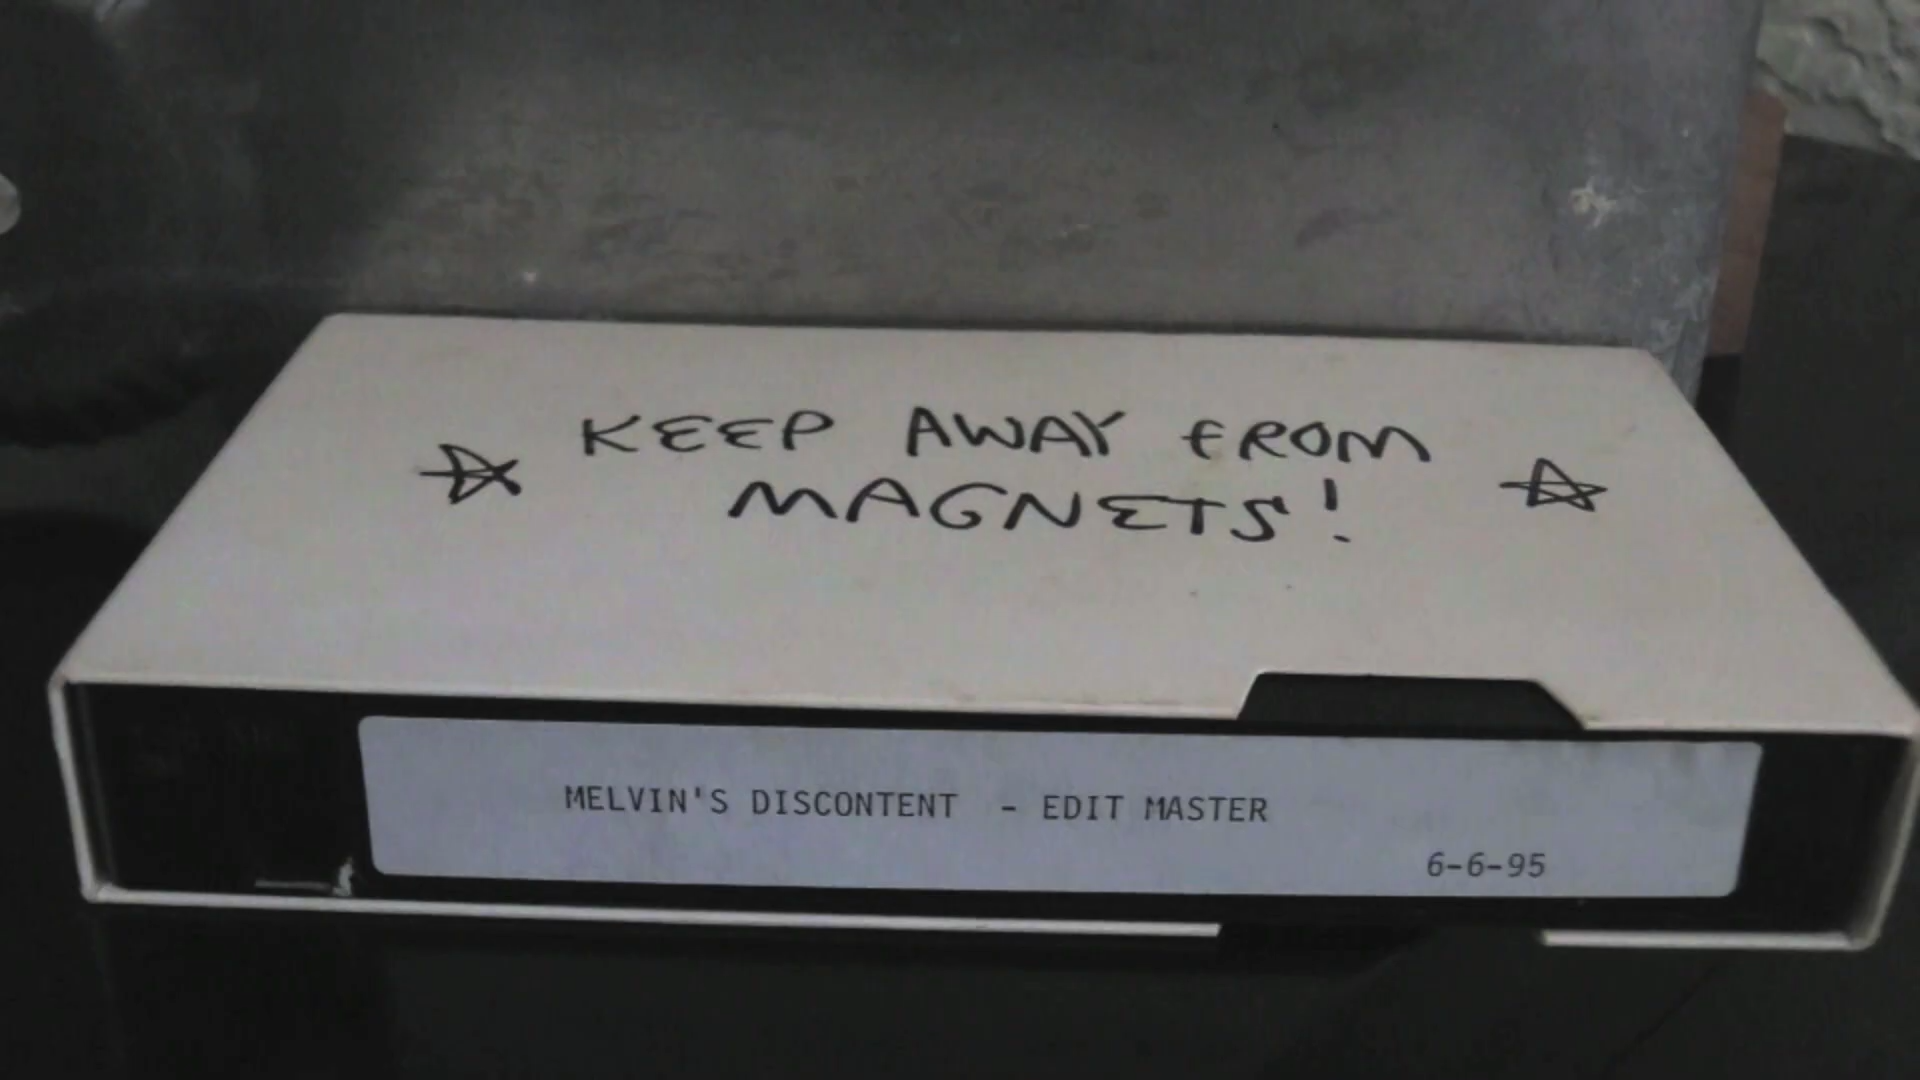 KEEP AWAY FROM
MAGNETS!
MELVIN'S DISCONTENT - EDIT MASTER
6-6-95